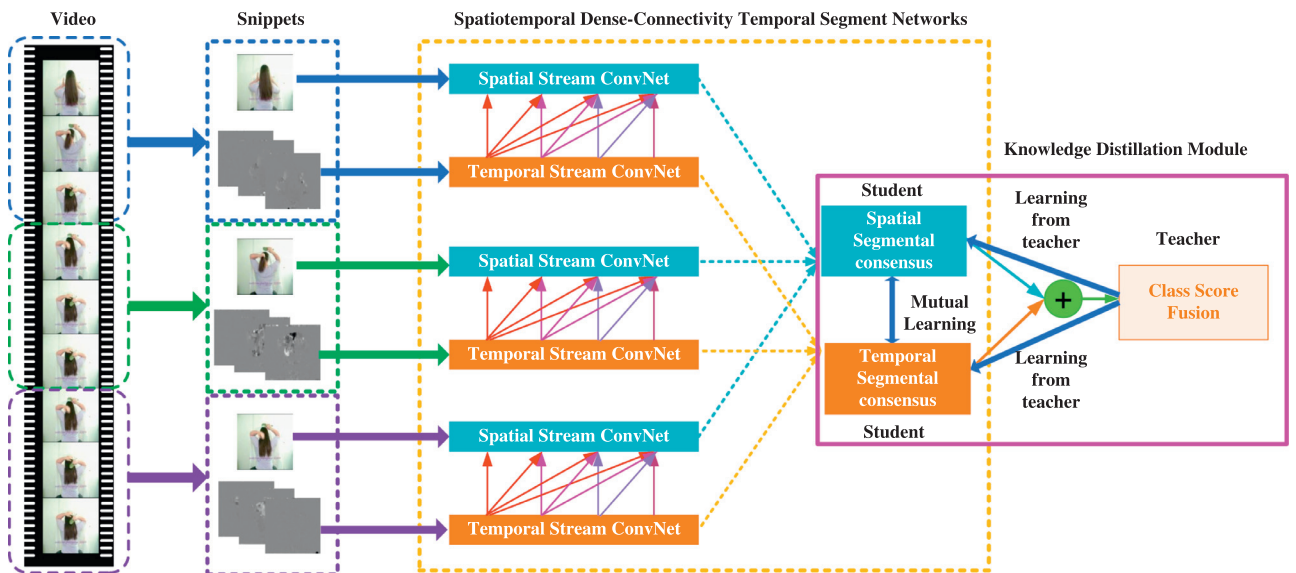 Video
Snippets
Spatiotemporal Dense-Connectivity Temporal Segment Networks
Spatial Stream ConvNet
Temporal Stream ConvNet
Spatial Stream ConvNet
Temporal Stream ConvNet
Spatial Stream ConvNet
Temporal Stream ConvNet
Knowledge Distillation Module
Student
Spatial
Segmental
consensus
Mutual
Learning
Temporal
Segmental
consensus
Student
Learning
from
teacher
+
Learning
from
teacher
Teacher
Class Score
Fusion